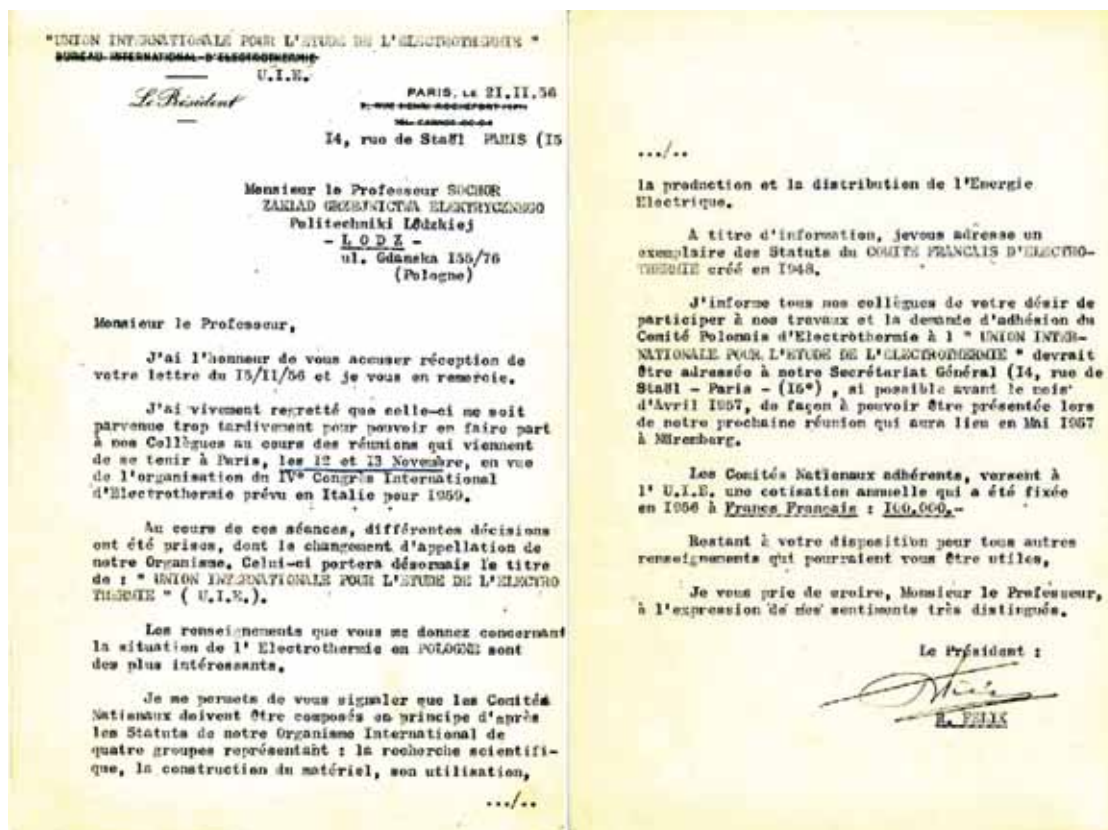 "UNION INTERNATIONALE POUR L'ETUDE DE L'ELECTROTHERMIE "
BUREAU INTERNATIONAL D'ELECTROTHERMIE
U.I.E.
Le Président
PARIS, LE 2I.II.56
I4, rue de Staël PARIS (I5
Monsieur le Professeur SOCHOR
ZAKLAD GRZEJNICTWA ELEKTRYCZNEGO
Politechniki Lôdzkiej
- L O D Z -
ul. Gdanska I55/76
(Pologne)
Monsieur le Professeur,
J'ai l'honneur de vous accuser réception de
votre lettre du I5/II/56 et je vous en remercie.
J'ai vivement regretté que celle-ci me soit
parvenue trop tardivement pour pouvoir en faire part
à nos Collègues au cours des réunions qui viennent
de se tenir à Paris, les I2 et I3 Novembre, en vue
de l'organisation du IV° Congrès International
d'Electrothermie prévu en Italie pour I959.
Au cours de ces séances, différentes décisions
ont été prises, dont le changement d'appellation de
notre Organisme. Celui-ci portera désormais le titre
de : " UNION INTERNATIONALE POUR L'ETUDE DE L'ELECTRO
THERMIE " ( U.I.E.).
Les renseignements que vous me donnez concernant
la situation de l' Electrothermie en POLOGNE sont
des plus intéressants.
Je me permets de vous signaler que les Comités
Nationaux doivent être composés en principe d'après
les Statuts de notre Organisme International de
quatre groupes représentant : la recherche scientifi-
que, la construction du matériel, son utilisation,
.../..
.../..
la production et la distribution de l'Energie
Electrique.
A titre d'information, jevous adresse un
exemplaire des Statuts du COMITE FRANCAIS D'ELECTRO-
THERMIE créé en I948.
J'informe tous nos collègues de votre désir de
participer à nos travaux et la demande d'adhésion du
Comité Polonais d'Electrothermie à l " UNION INTER-
NATIONALE POUR L'ETUDE DE L'ELECTROTHERMIE " devrait
être adressée à notre Secrétariat Général (I4, rue de
Staël - Paris - (I5°) , si possible avant le mois
d'Avril I957, de façon à pouvoir être présentée lors
de notre prochaine réunion qui aura lieu en Mai I957
à Nüremberg.
Les Comités Nationaux adhérents, versent à
l' U.I.E. une cotisation annuelle qui a été fixée
en I956 à Francs Français : I00.000.-
Restant à votre disposition pour tous autres
renseignements qui pourraient vous être utiles,
Je vous prie de croire, Monsieur le Professeur,
à l'expression de mes sentiments très distingués.
Le Président :
R. FELIX